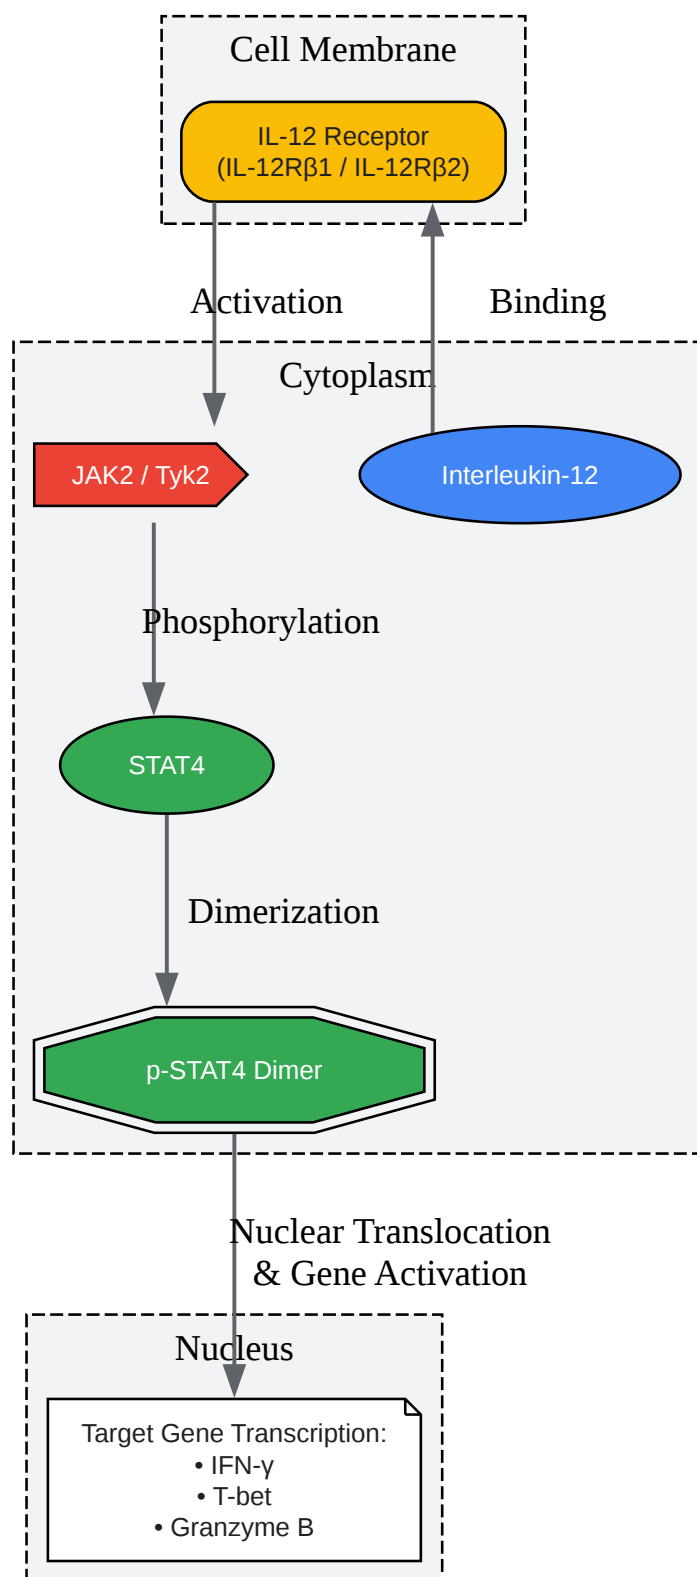 Cell Membrane
IL-12 Receptor
(IL-12Rβ1 / IL-12Rβ2)
Activation
Binding
Cytoplasm
JAK2 / Tyk2
Interleukin-12
Phosphorylation
STAT4
Dimerization
p-STAT4 Dimer
Nuclear Translocation
& Gene Activation
Nucleus
Target Gene Transcription:
• IFN-γ
• T-bet
• Granzyme B